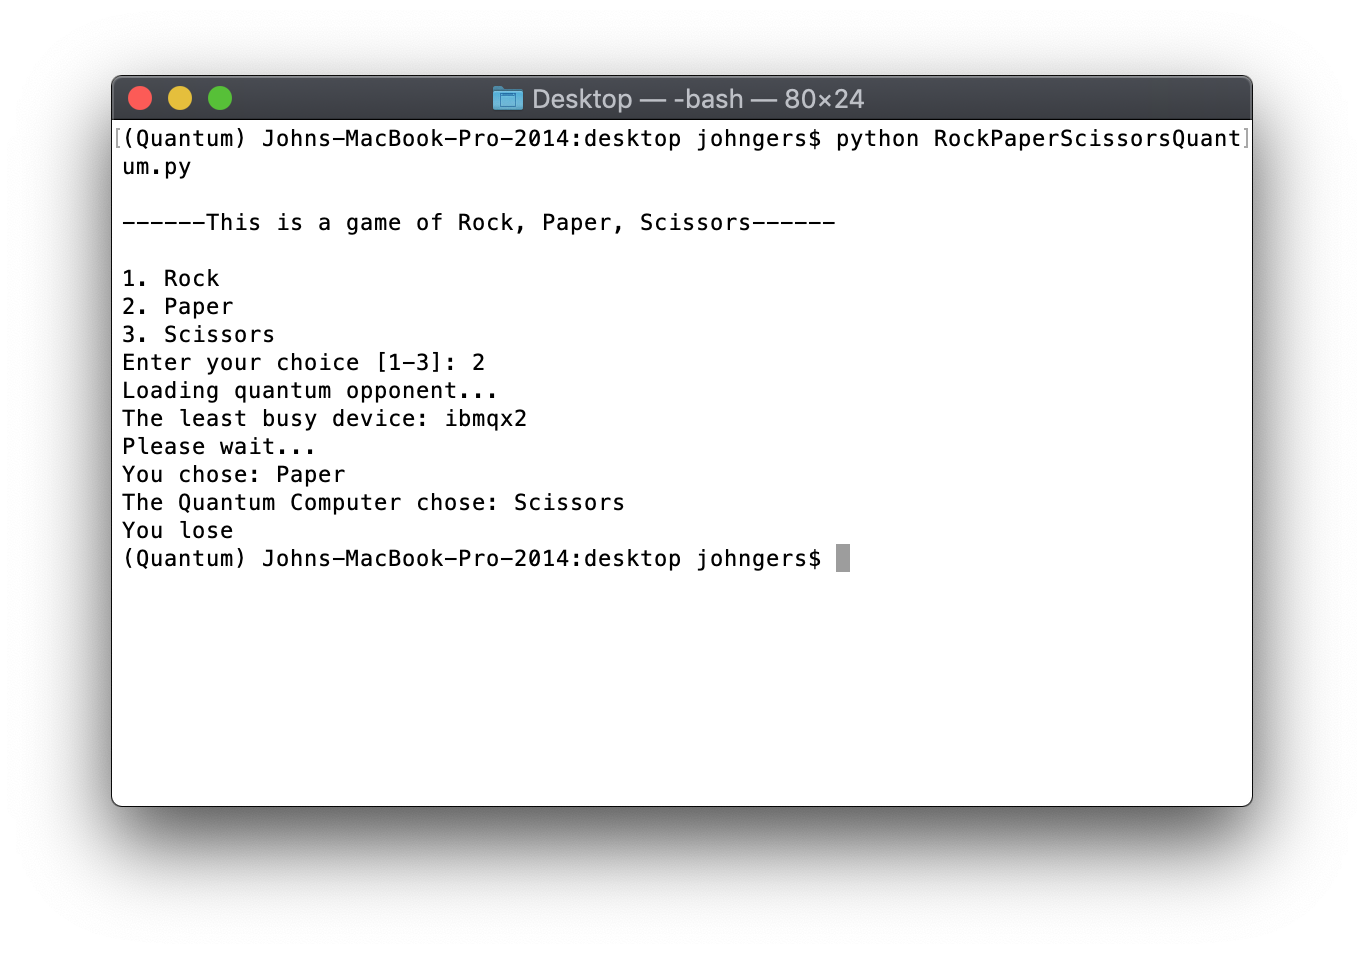 Desktop — -bash — 80×24
[(Quantum) Johns-MacBook-Pro-2014:desktop johngers$ python RockPaperScissorsQuant]
um.py
------This is a game of Rock, Paper, Scissors------
1. Rock
2. Paper
3. Scissors
Enter your choice [1-3]: 2
Loading quantum opponent...
The least busy device: ibmqx2
Please wait...
You chose: Paper
The Quantum Computer chose: Scissors
You lose
(Quantum) Johns-MacBook-Pro-2014:desktop johngers$